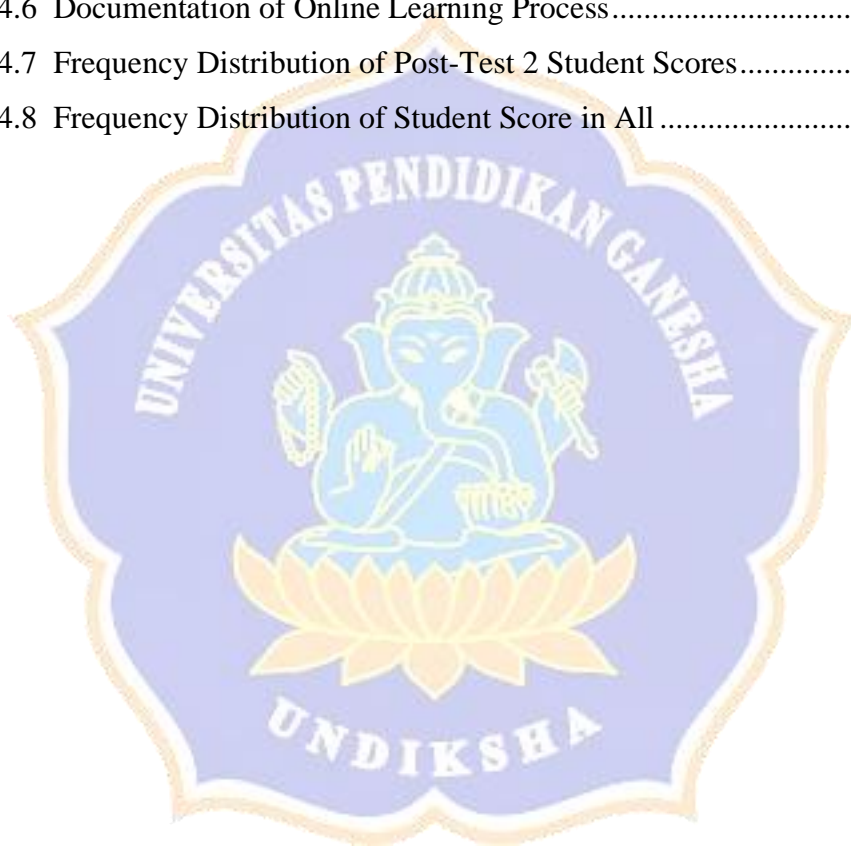 4.6 Documentation of Online Learning Process............................
4.7 Frequency Distribution of Post-Test 2 Student Scores..............
4.8 Frequency Distribution of Student Score in All ........................
UNIVERSITAS PENDIDIKAN GANESHA
UNDIKSHA